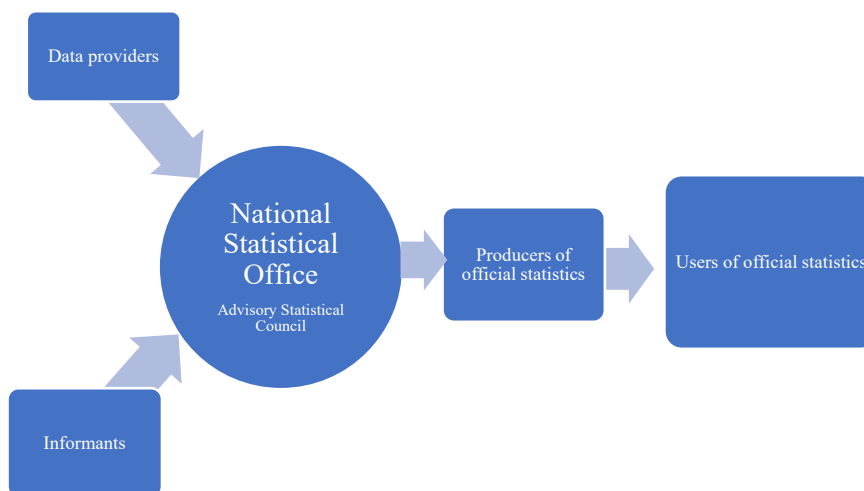 Data providers
National
Statistical
Office
Advisory Statistical
Council
Producers of
official statistics
Users of official statistics
Informants